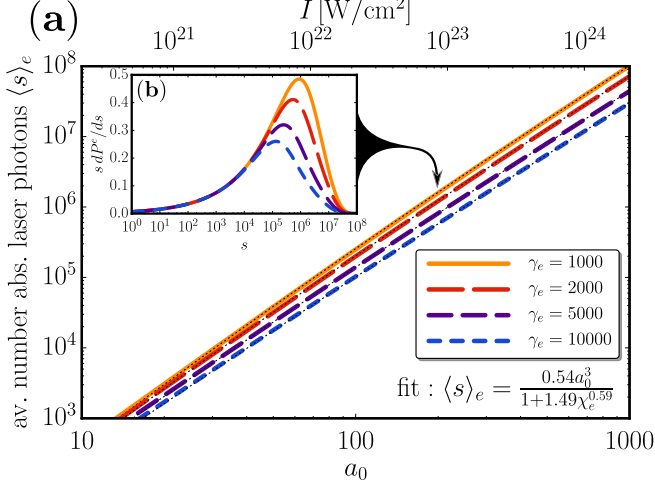 (a)
I [W/cm²]
10²¹ 10²² 10²³ 10²⁴
av. number abs. laser photons ⟨s⟩ₑ
10⁸
10⁷
10⁶
10⁵
10⁴
10³
(b)
s dPᵉ/ds
0.5
0.4
0.3
0.2
0.1
0.0
10⁰ 10¹ 10² 10³ 10⁴ 10⁵ 10⁶ 10⁷ 10⁸
s
γₑ = 1000
γₑ = 2000
γₑ = 5000
γₑ = 10000
fit : ⟨s⟩ₑ = 0.54a₀³ / 1+1.49χₑ^0.59
10 100 1000
a₀